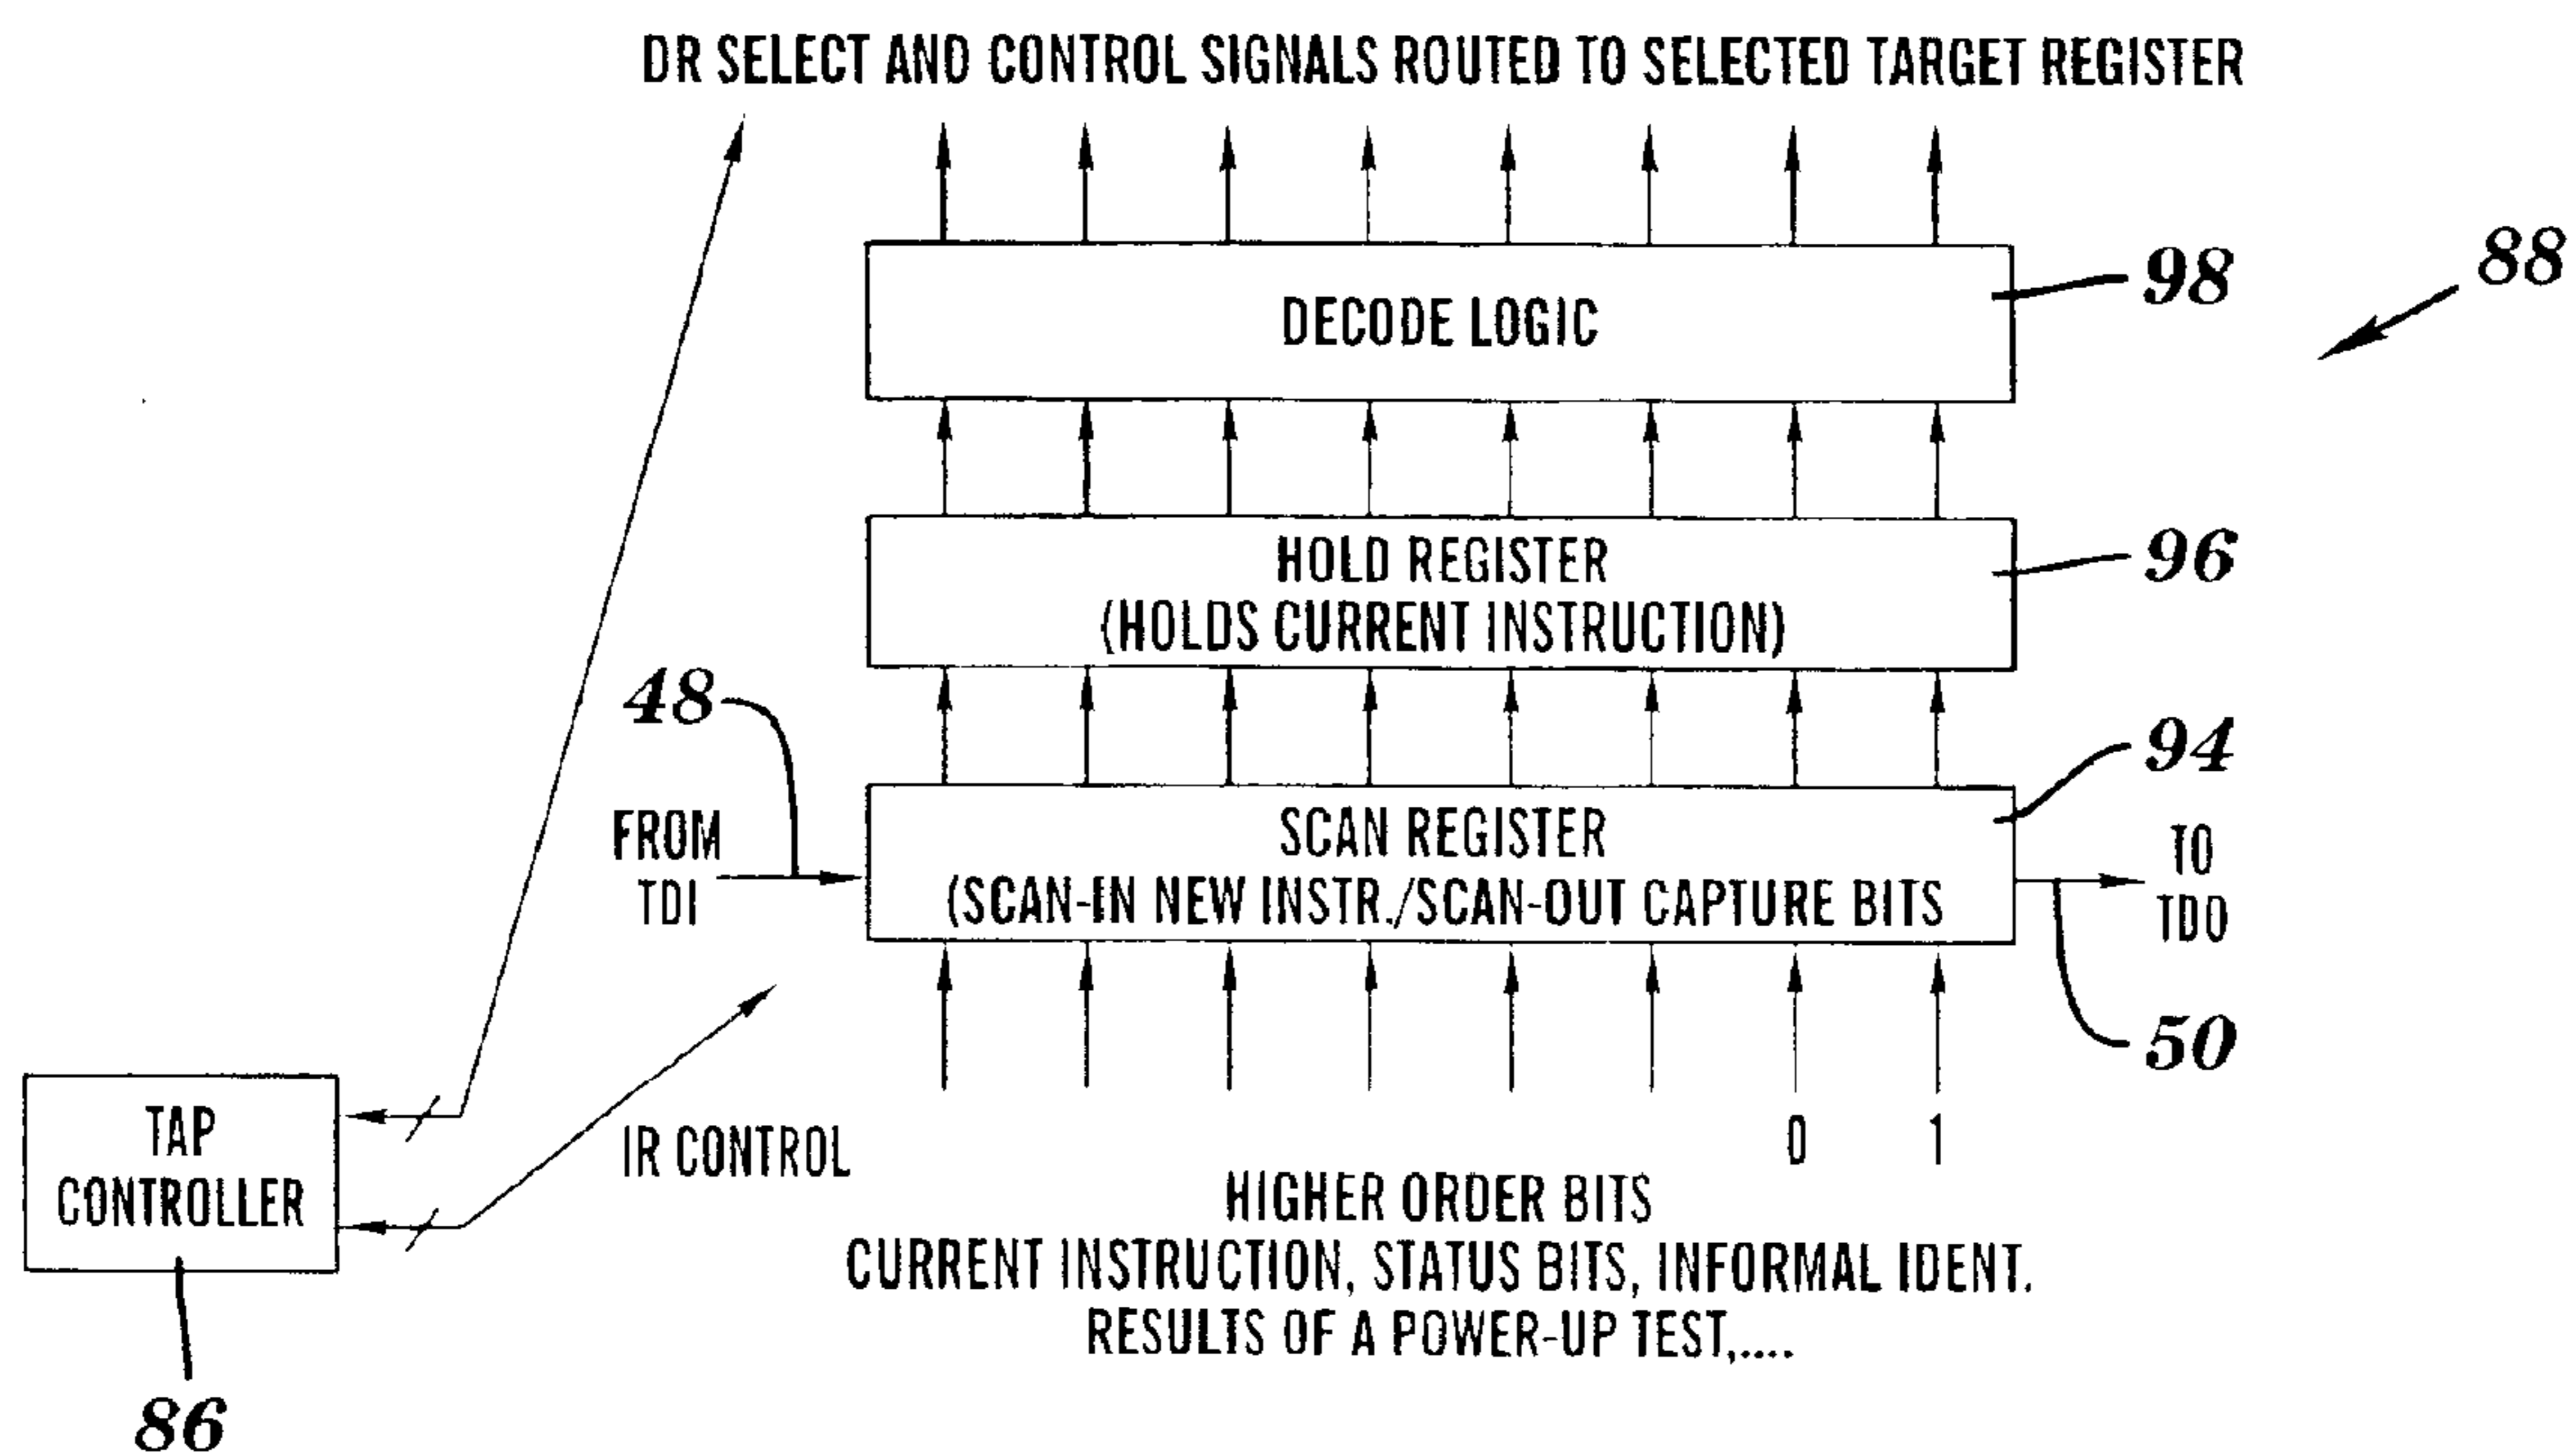 DR SELECT AND CONTROL SIGNALS ROUTED TO SELECTED TARGET REGISTER
88
DECODE LOGIC
98
HOLD REGISTER
(HOLDS CURRENT INSTRUCTION)
96
48
FROM
TDI
SCAN REGISTER
(SCAN-IN NEW INSTR./SCAN-OUT CAPTURE BITS
94
TO
TDO
50
TAP
CONTROLLER
86
IR CONTROL
0 1
HIGHER ORDER BITS
CURRENT INSTRUCTION, STATUS BITS, INFORMAL IDENT.
RESULTS OF A POWER-UP TEST,....